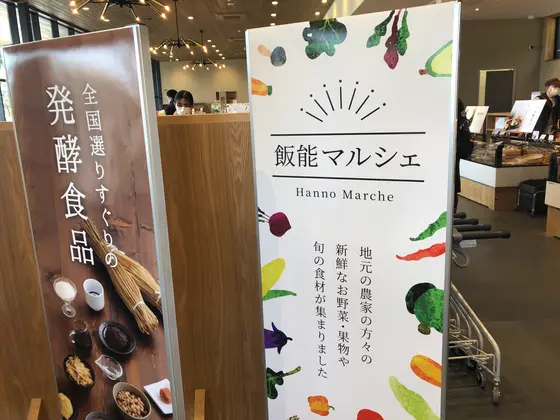 全国選りすぐりの
発酵食品
飯能マルシェ
Hanno Marche
地元の農家の方々の
新鮮なお野菜・果物や
旬の食材が集まりました